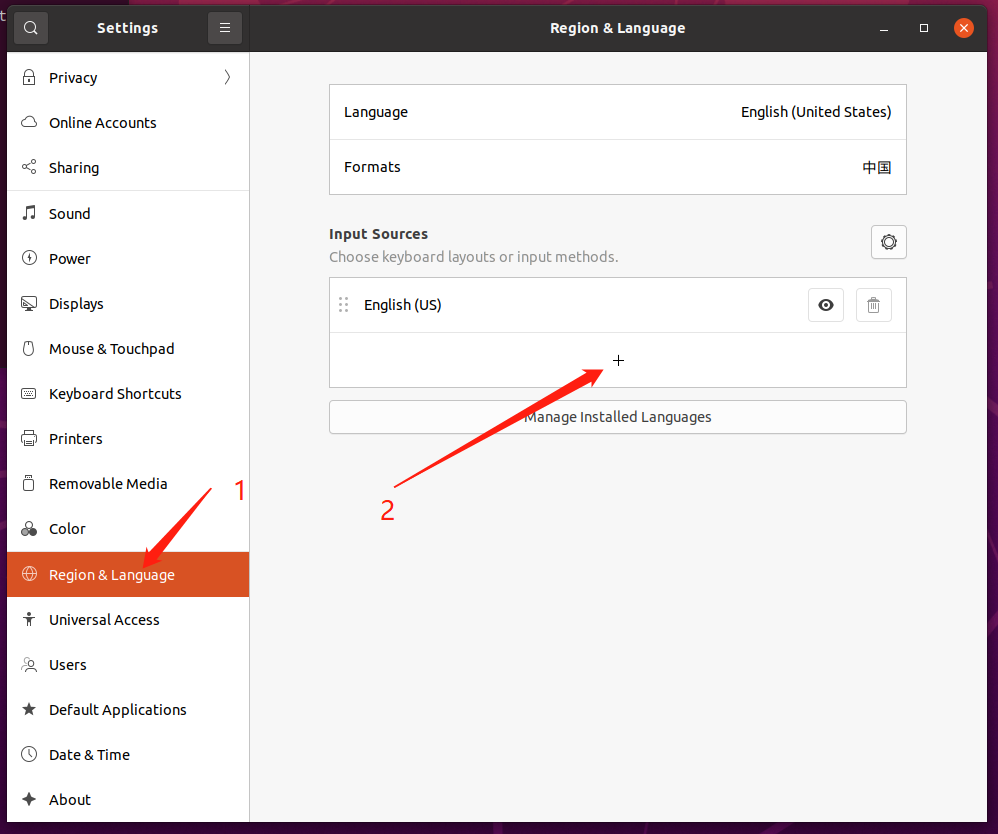 t
Settings
Region & Language
Privacy
Online Accounts
Sharing
Sound
Power
Displays
Mouse & Touchpad
Keyboard Shortcuts
Printers
Removable Media
Color
Region & Language
Universal Access
Users
Default Applications
Date & Time
About
Language English (United States)
Formats 中国
Input Sources
Choose keyboard layouts or input methods.
English (US)
Manage Installed Languages
1
2